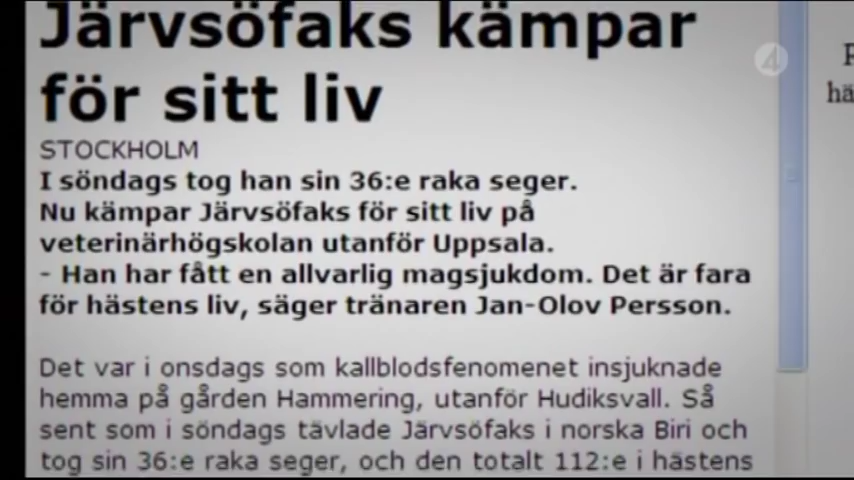 Järvsöfaks kämpar
för sitt liv
4
STOCKHOLM
I söndags tog han sin 36:e raka seger.
Nu kämpar Järvsöfaks för sitt liv på
veterinärhögskolan utanför Uppsala.
- Han har fått en allvarlig magsjukdom. Det är fara
för hästens liv, säger tränaren Jan-Olov Persson.
Det var i onsdags som kallblodsfenomenet insjuknade
hemma på gården Hammering, utanför Hudiksvall. Så
sent som i söndags tävlade Järvsöfaks i norska Biri och
tog sin 36:e raka seger, och den totalt 112:e i hästens
hä